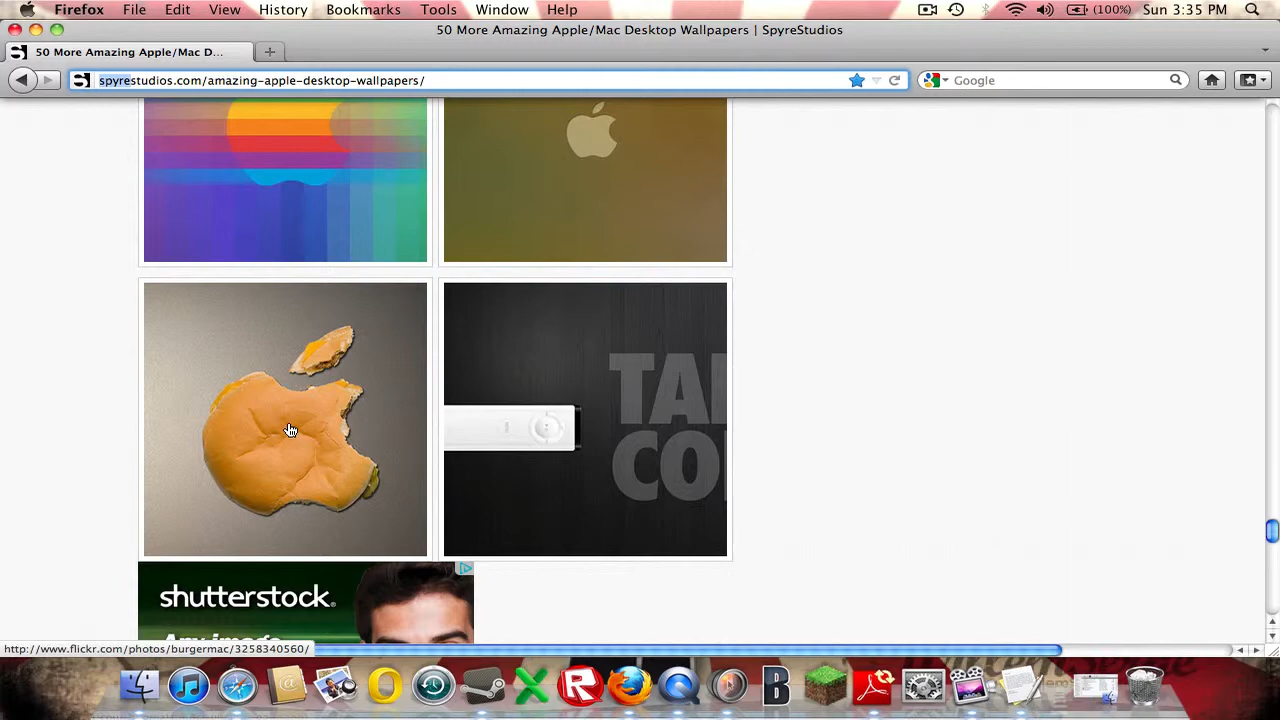 Firefox File Edit View History Bookmarks Tools Window Help (100%) Sun 3:35 PM
50 More Amazing Apple/Mac Desktop Wallpapers | SpyreStudios
50 More Amazing Apple/Mac D...
spyrestudios.com/amazing-apple-desktop-wallpapers/
Google
TA
CO
shutterstock.
Any image
http://www.flickr.com/photos/burgermac/3258340560/